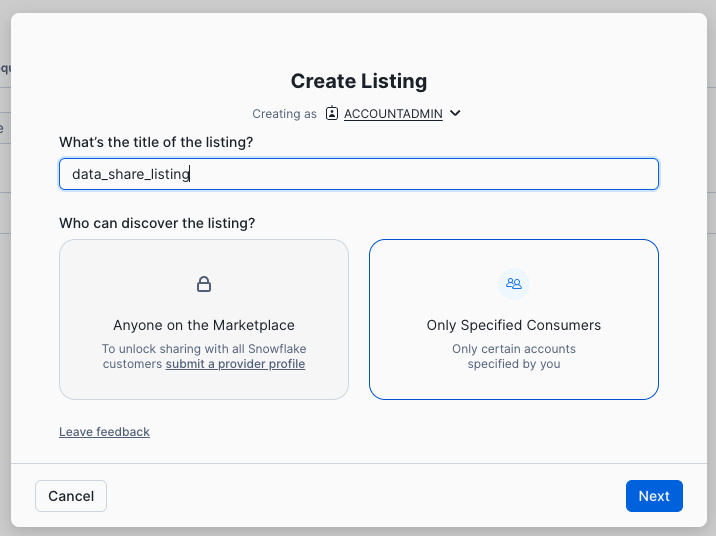 Create Listing
Creating as ACCOUNTADMIN
What's the title of the listing?
data_share_listing
Who can discover the listing?
Anyone on the Marketplace
To unlock sharing with all Snowflake
customers submit a provider profile
Only Specified Consumers
Only certain accounts
specified by you
Leave feedback
Cancel
Next